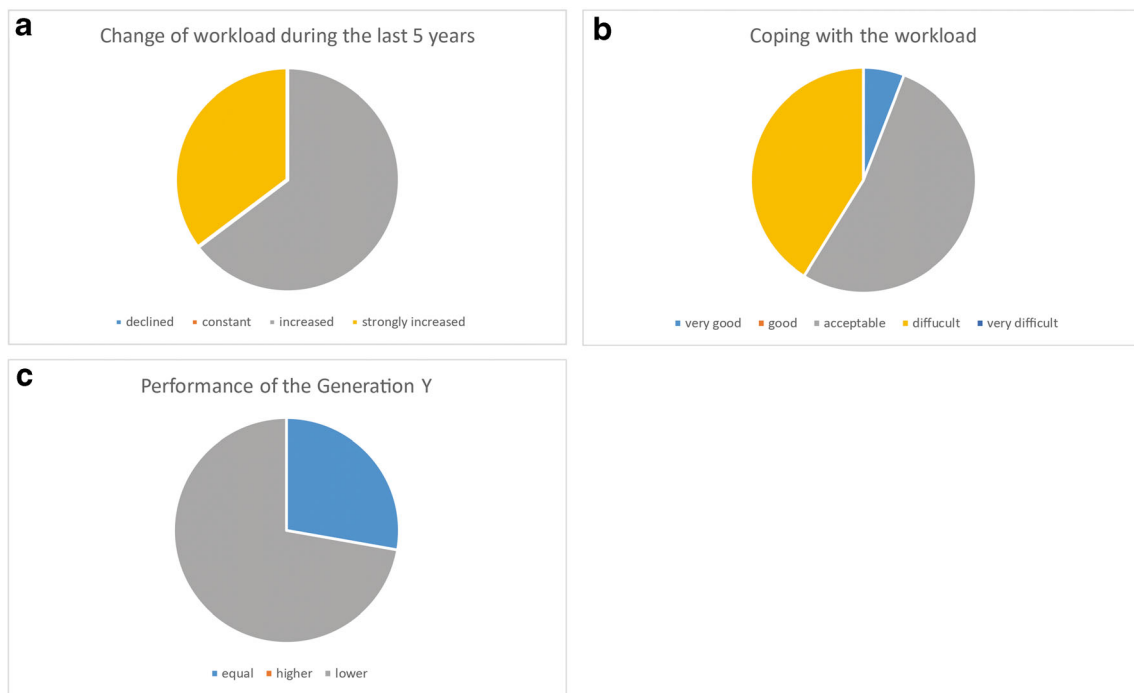 a
Change of workload during the last 5 years
declined constant increased strongly increased
b
Coping with the workload
very good good acceptable diffucult very difficult
c
Performance of the Generation Y
equal higher lower